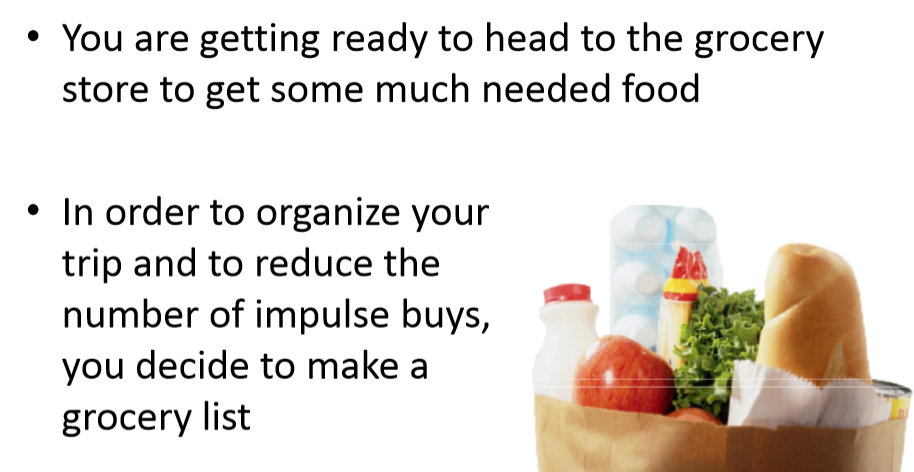 • You are getting ready to head to the grocery
store to get some much needed food
• In order to organize your
trip and to reduce the
number of impulse buys,
you decide to make a
grocery list